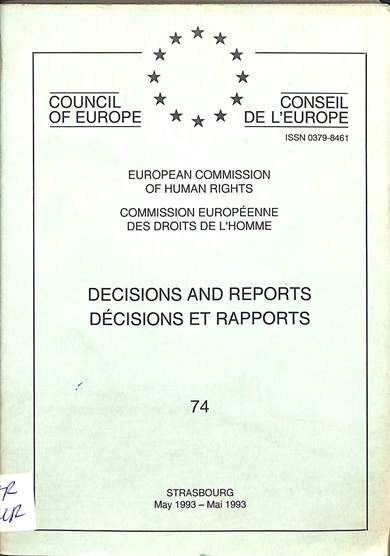 COUNCIL
OF EUROPE
CONSEIL
DE L'EUROPE
ISSN 0379-8461
EUROPEAN COMMISSION
OF HUMAN RIGHTS
COMMISSION EUROPÉENNE
DES DROITS DE L'HOMME
DECISIONS AND REPORTS
DÉCISIONS ET RAPPORTS
74
STRASBOURG
May 1993 – Mai 1993